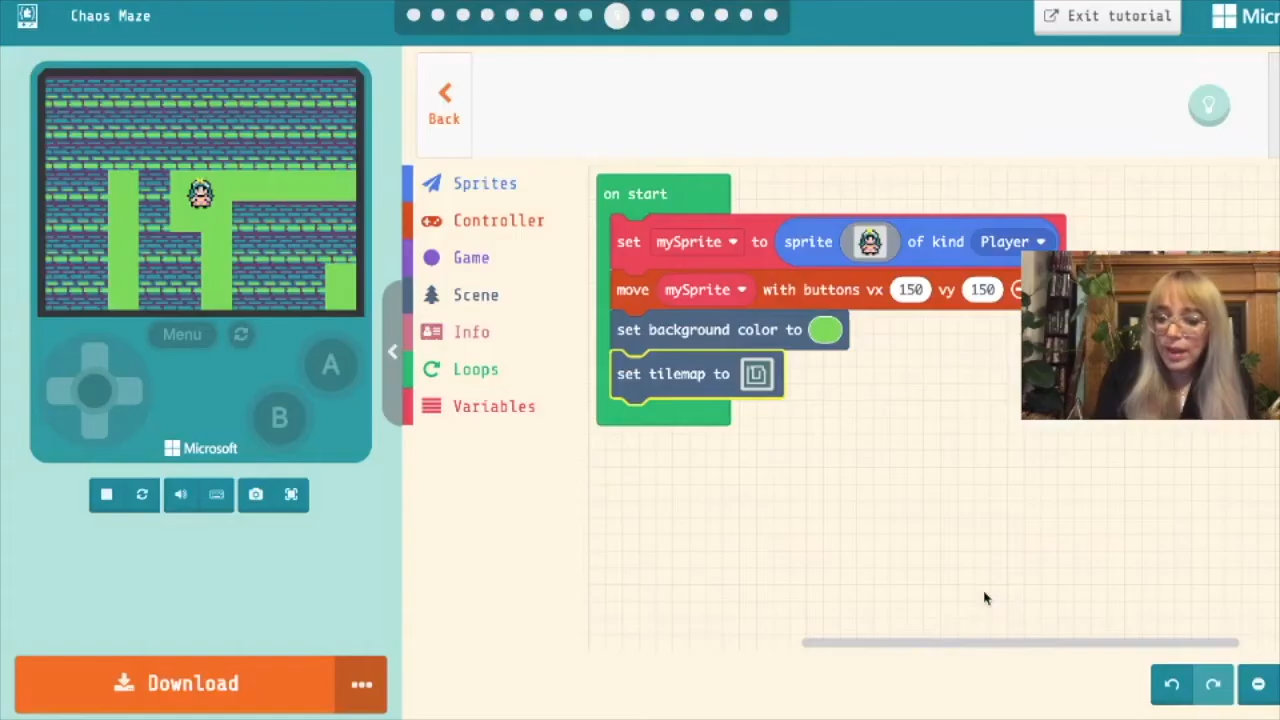 Chaos Maze
Exit tutorial
Micr
Back
Sprites
Controller
Game
Scene
Info
Loops
Variables
on start
set mySprite to sprite of kind Player
move mySprite with buttons vx 150 vy 150
set background color to
set tilemap to
Menu
A
B
Microsoft
Download